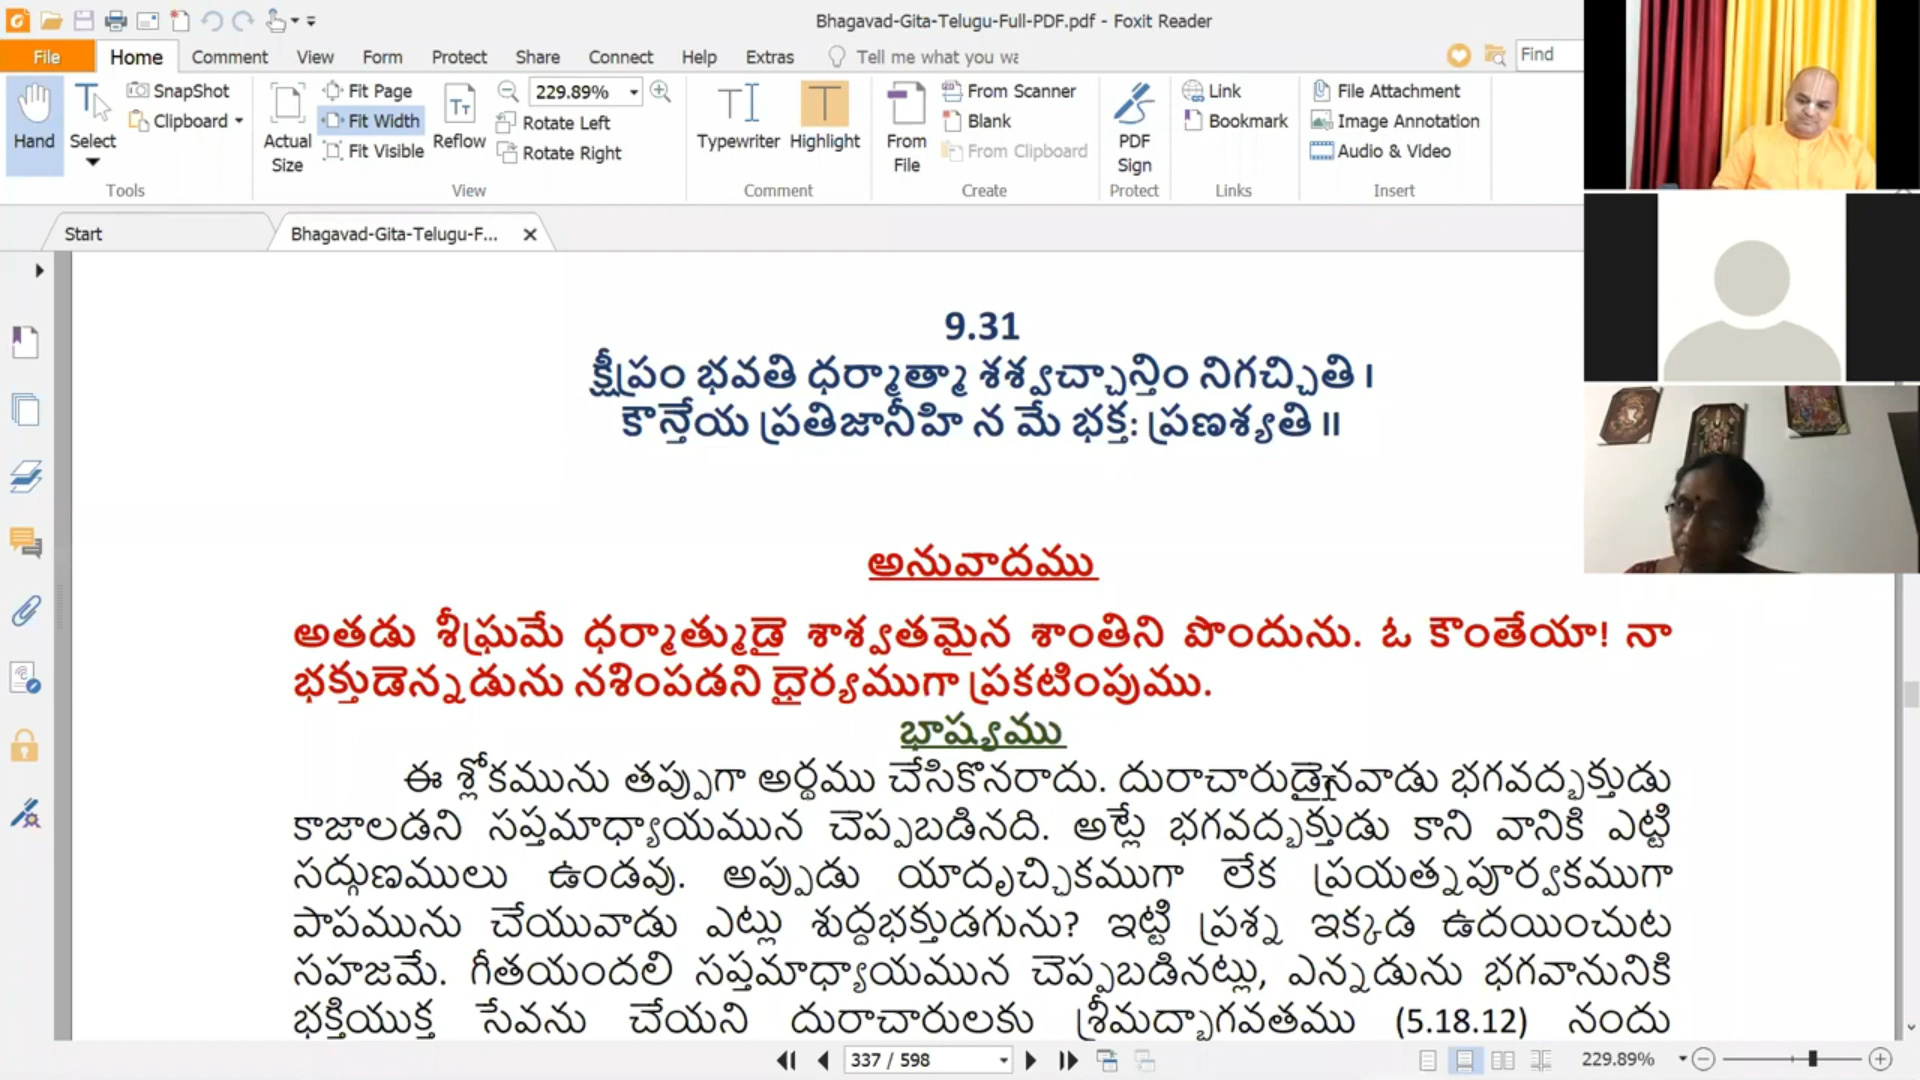 Bhagavad-Gita-Telugu-Full-PDF.pdf - Foxit Reader
File Home Comment View Form Protect Share Connect Help Extras Tell me what you wa Find
Hand Select SnapShot Clipboard Tools
Actual Size Fit Page Fit Width Fit Visible Reflow 229.89% Rotate Left Rotate Right View
Typewriter Highlight Comment
From File From Scanner Blank From Clipboard Create
PDF Sign Protect
Link Bookmark Links
File Attachment Image Annotation Audio & Video Insert
Start Bhagavad-Gita-Telugu-F...
9.31
క్షీప్రం భవతి ధర్మాత్మా శశ్వచ్చాన్తిం నిగచ్చితి ।
కౌన్తేయ ప్రతిజానీహి న మే భక్త: ప్రణశ్యతి ॥
అనువాదము
అతడు శీఘ్రమే ధర్మాత్ముడై శాశ్వతమైన శాంతిని పొందును. ఓ కౌంతేయా! నా
భక్తుడెన్నడును నశింపడని ధైర్యముగా ప్రకటింపుము.
భాష్యము
ఈ శ్లోకమును తప్పుగా అర్థము చేసికొనరాదు. దురాచారుడైనవాడు భగవద్భక్తుడు
కాజాలడని సప్తమాధ్యాయమున చెప్పబడినది. అట్లే భగవద్భక్తుడు కాని వానికి ఎట్టి
సద్గుణములు ఉండవు. అప్పుడు యాదృచ్ఛికముగా లేక ప్రయత్నపూర్వకముగా
పాపమును చేయువాడు ఎట్లు శుద్ధభక్తుడగును? ఇట్టి ప్రశ్న ఇక్కడ ఉదయించుట
సహజమే. గీతయందలి సప్తమాధ్యాయమున చెప్పబడినట్లు, ఎన్నడును భగవానునికి
భక్తియుక్త సేవను చేయని దురాచారులకు శ్రీమద్భాగవతము (5.18.12) నందు
337 / 598 229.89%